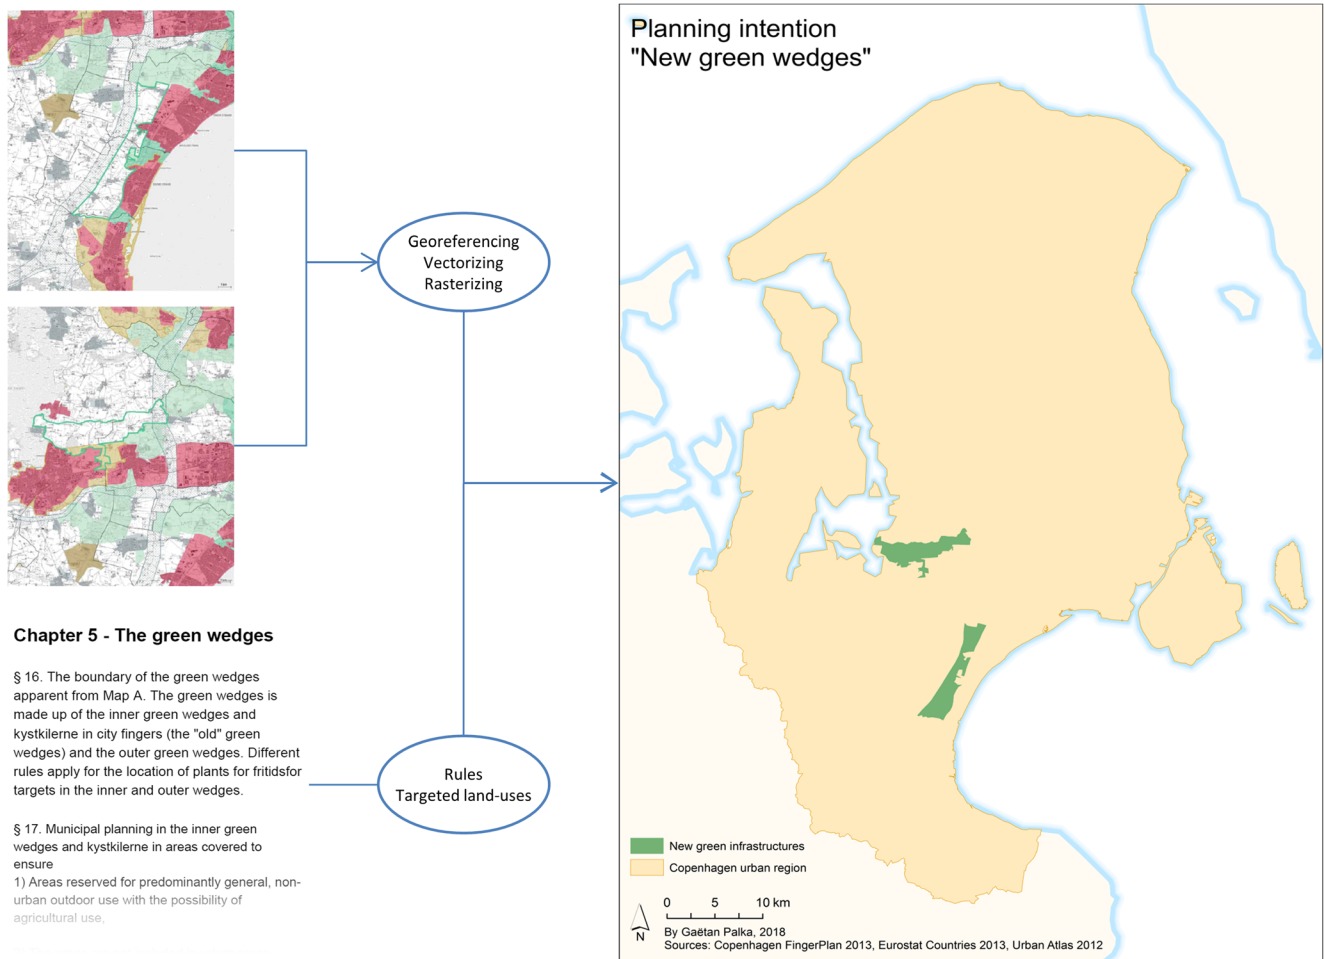 Planning intention
"New green wedges"
Georeferencing
Vectorizing
Rasterizing
Chapter 5 - The green wedges
§ 16. The boundary of the green wedges
apparent from Map A. The green wedges is
made up of the inner green wedges and
kystkilerne in city fingers (the "old" green
wedges) and the outer green wedges. Different
rules apply for the location of plants for fritidsfor
targets in the inner and outer wedges.
§ 17. Municipal planning in the inner green
wedges and kystkilerne in areas covered to
ensure
1) Areas reserved for predominantly general, non-
urban outdoor use with the possibility of
agricultural use,
Rules
Targeted land-uses
New green infrastructures
Copenhagen urban region
0 5 10 km
N
By Gaëtan Palka, 2018
Sources: Copenhagen FingerPlan 2013, Eurostat Countries 2013, Urban Atlas 2012